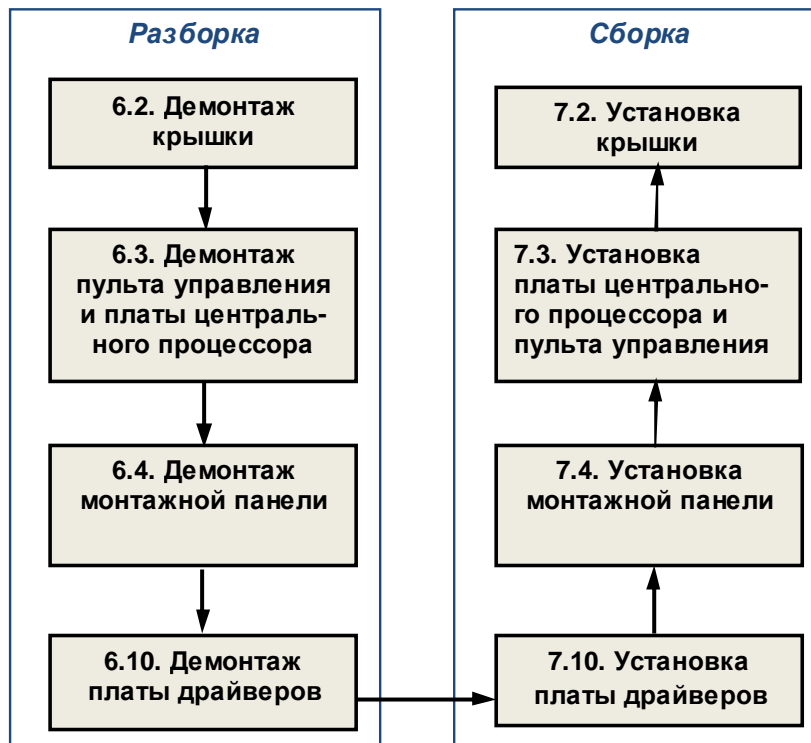 Разборка
6.2. Демонтаж
крышки
6.3. Демонтаж
пульта управления
и платы централь-
ного процессора
6.4. Демонтаж
монтажной панели
6.10. Демонтаж
платы драйверов
Сборка
7.2. Установка
крышки
7.3. Установка
платы центрально-
го процессора и
пульта управления
7.4. Установка
монтажной панели
7.10. Установка
платы драйверов